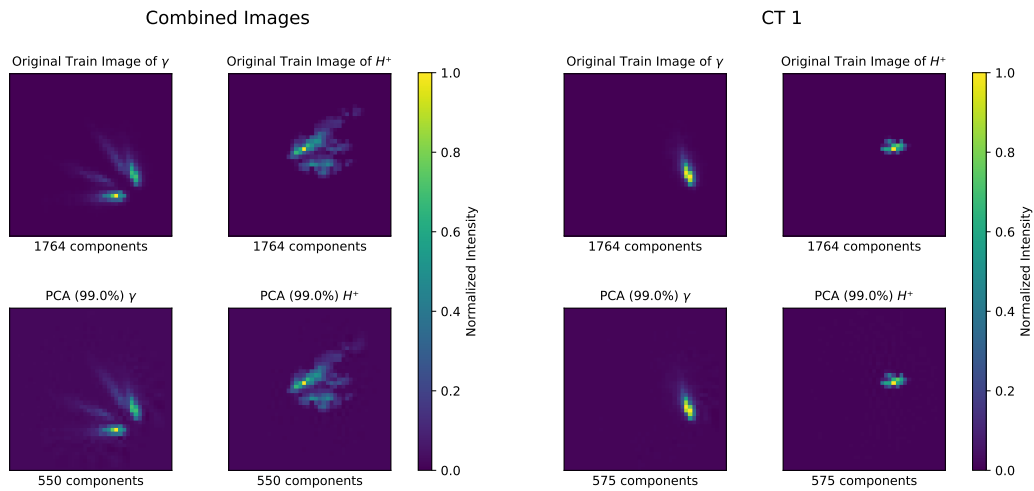 Combined Images
CT 1
Original Train Image of γ
Original Train Image of H⁺
Original Train Image of γ
Original Train Image of H⁺
1764 components
1764 components
1764 components
1764 components
PCA (99.0%) γ
PCA (99.0%) H⁺
PCA (99.0%) γ
PCA (99.0%) H⁺
550 components
550 components
575 components
575 components
1.0
0.8
0.6
0.4
0.2
0.0
Normalized Intensity
1.0
0.8
0.6
0.4
0.2
0.0
Normalized Intensity